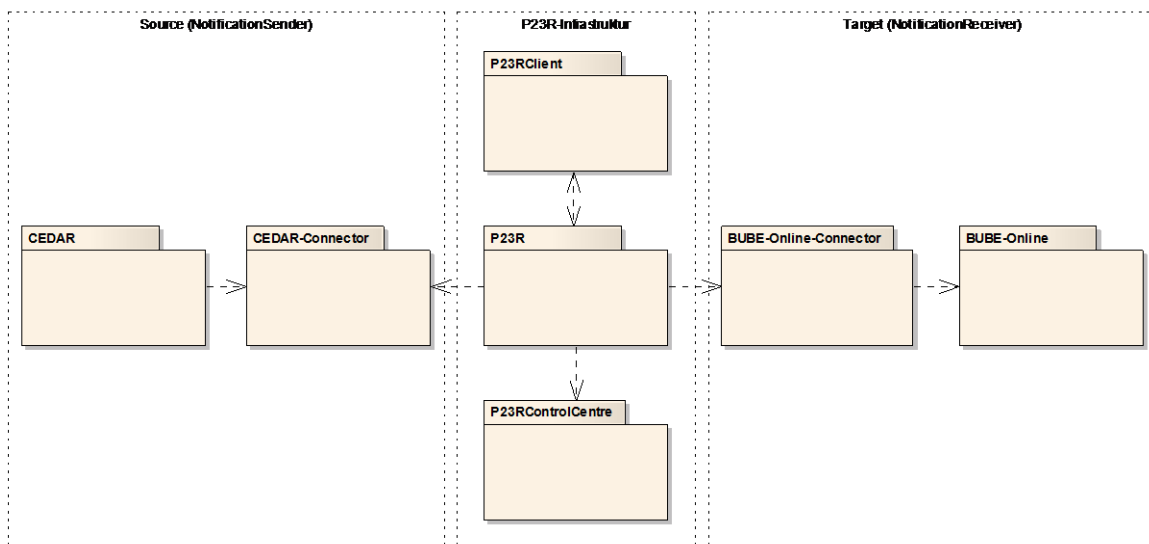 Source (NotificationSender)
P23R-Infrastruktur
Target (NotificationReceiver)
P23RClient
CEDAR
CEDAR-Connector
P23R
BUBE-Online-Connector
BUBE-Online
P23RControlCentre